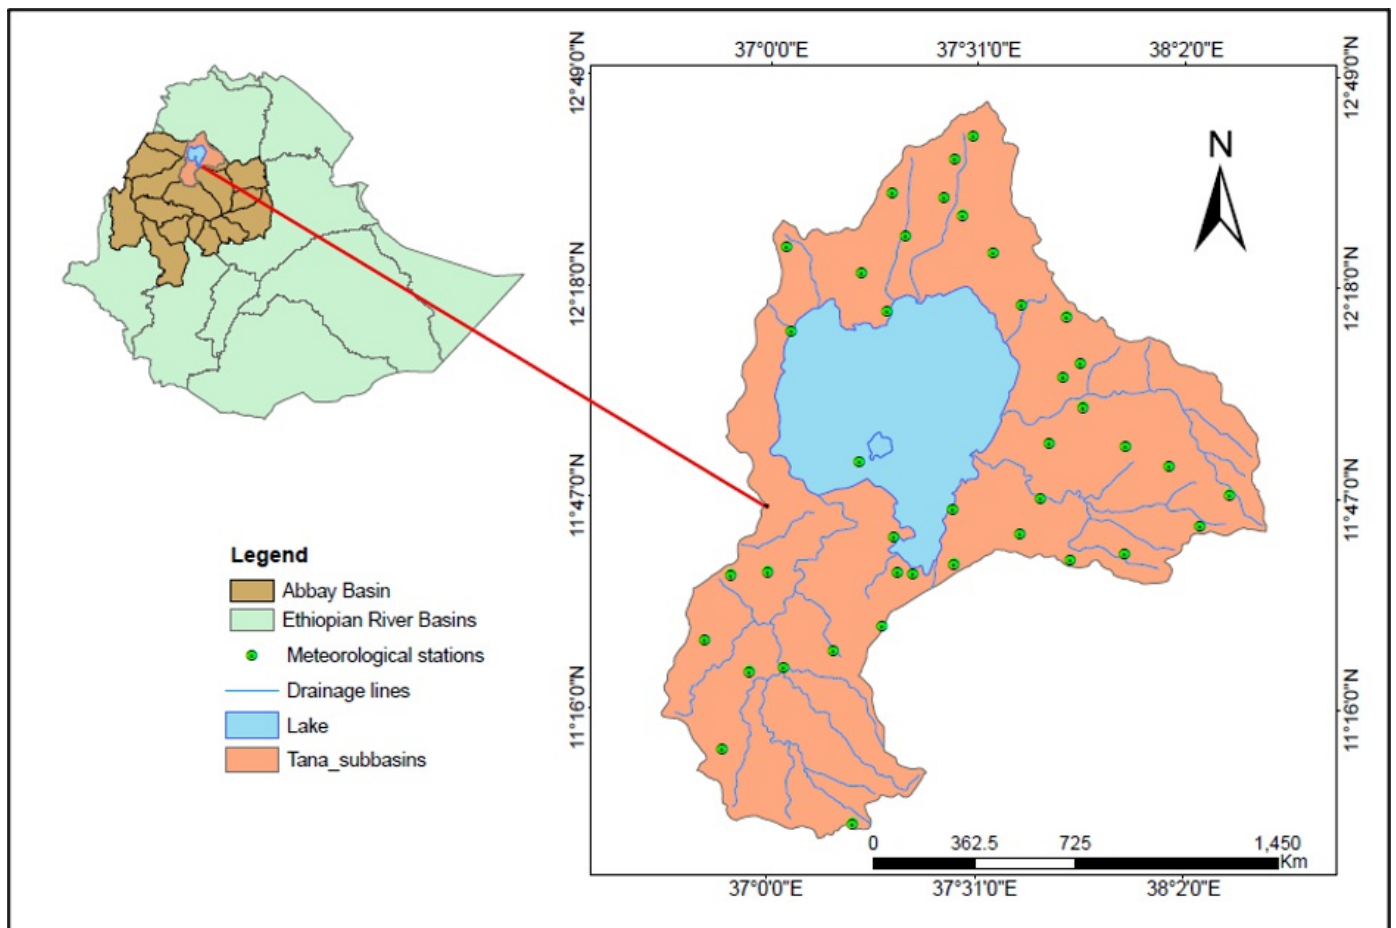 37°0'0"E 37°31'0"E 38°2'0"E
12°49'0"N
12°49'0"N
N
12°18'0"N
12°18'0"N
11°47'0"N
11°47'0"N
11°16'0"N
11°16'0"N
Legend
Abbay Basin
Ethiopian River Basins
Meteorological stations
Drainage lines
Lake
Tana_subbasins
0 362.5 725 1,450
Km
37°0'0"E 37°31'0"E 38°2'0"E